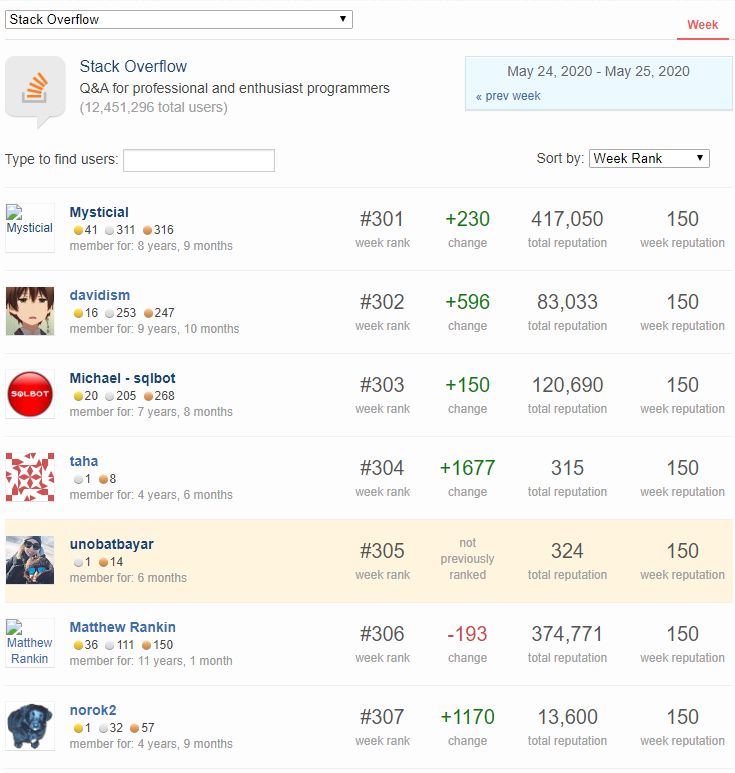 Stack Overflow
Week
Stack Overflow
Q&A for professional and enthusiast programmers
(12,451,296 total users)
May 24, 2020 - May 25, 2020
« prev week
Type to find users:
Sort by: Week Rank
Mysticial
Mysticial
41 311 316
member for: 8 years, 9 months
#301 +230 417,050 150
week rank change total reputation week reputation
davidism
16 253 247
member for: 9 years, 10 months
#302 +596 83,033 150
week rank change total reputation week reputation
SQLBOT
Michael - sqlbot
20 205 268
member for: 7 years, 8 months
#303 +150 120,690 150
week rank change total reputation week reputation
taha
1 8
member for: 4 years, 6 months
#304 +1677 315 150
week rank change total reputation week reputation
unobatbayar
1 14
member for: 6 months
#305 324 150
not
previously
ranked
week rank total reputation week reputation
Matthew
Rankin
Matthew Rankin
36 111 150
member for: 11 years, 1 month
#306 -193 374,771 150
week rank change total reputation week reputation
norok2
1 32 57
member for: 4 years, 9 months
#307 +1170 13,600 150
week rank change total reputation week reputation